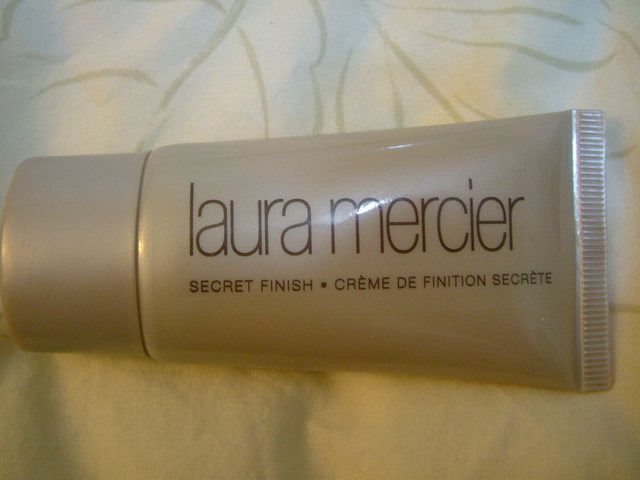 laura mercier
SECRET FINISH • CRÈME DE FINITION SECRÈTE